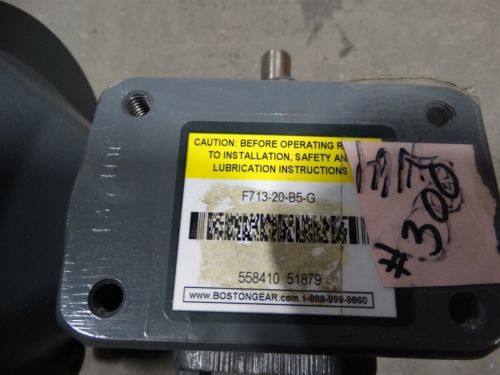 CAUTION: BEFORE OPERATING
TO INSTALLATION, SAFETY AN
LUBRICATION INSTRUCTIONS
F713-20-B5-G
558410 51879
www.BOSTONGEAR.com 1-888-999-9860
#300